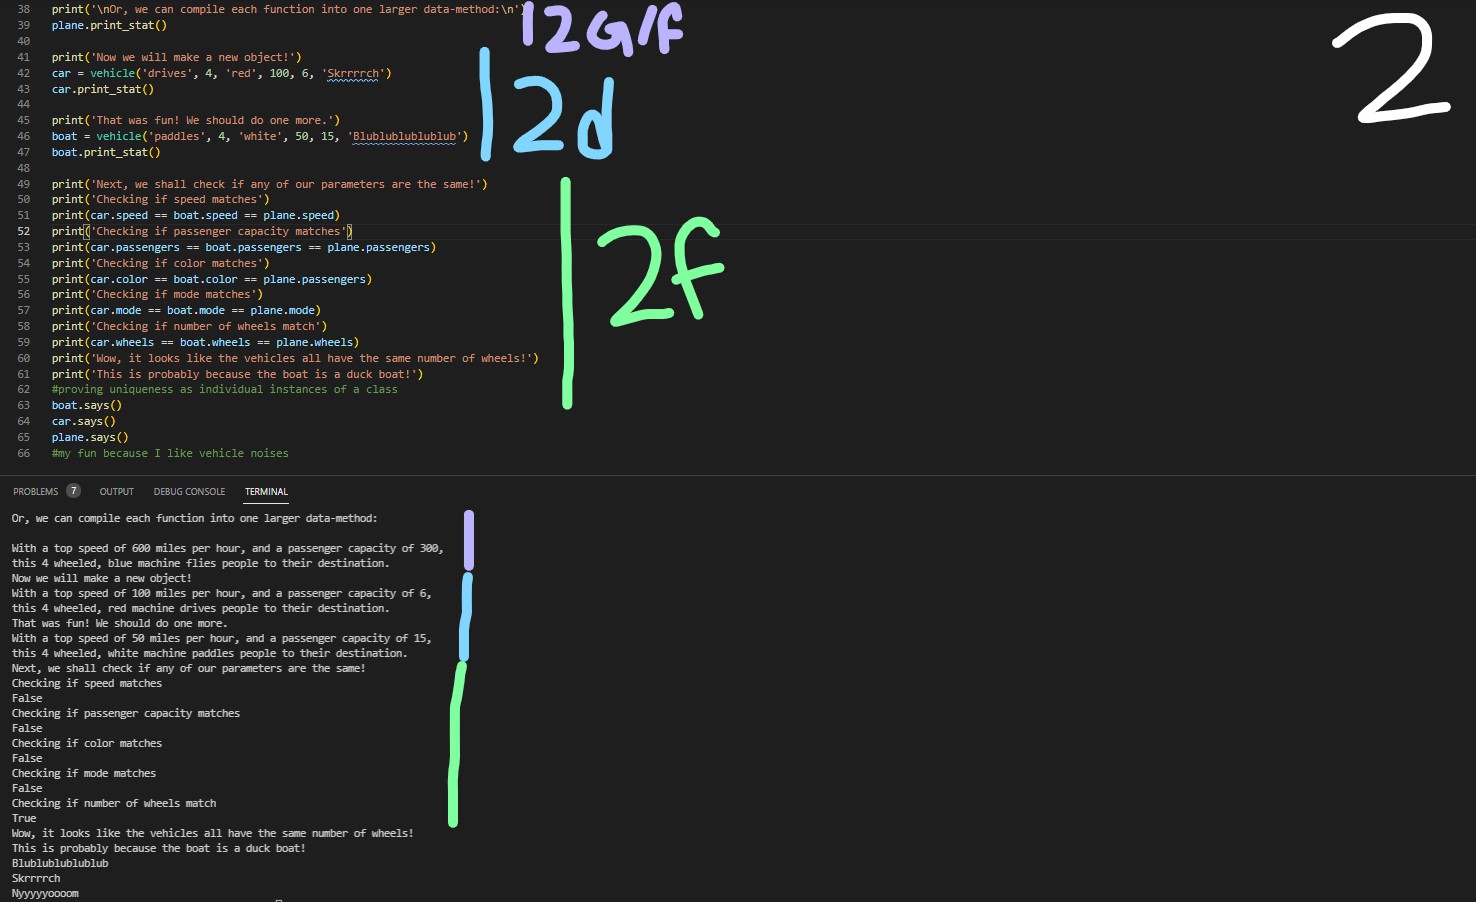 38 print('\nOr, we can compile each function into one larger data-method:\n')
39 plane.print_stat()
40
41 print('Now we will make a new object!')
42 car = vehicle('drives', 4, 'red', 100, 6, 'Skrrrrch')
43 car.print_stat()
44
45 print('That was fun! We should do one more.')
46 boat = vehicle('paddles', 4, 'white', 50, 15, 'Blublublublublub')
47 boat.print_stat()
48
49 print('Next, we shall check if any of our parameters are the same!')
50 print('Checking if speed matches')
51 print(car.speed == boat.speed == plane.speed)
52 print('Checking if passenger capacity matches')
53 print(car.passengers == boat.passengers == plane.passengers)
54 print('Checking if color matches')
55 print(car.color == boat.color == plane.passengers)
56 print('Checking if mode matches')
57 print(car.mode == boat.mode == plane.mode)
58 print('Checking if number of wheels match')
59 print(car.wheels == boat.wheels == plane.wheels)
60 print('Wow, it looks like the vehicles all have the same number of wheels!')
61 print('This is probably because the boat is a duck boat!')
62 #proving uniqueness as individual instances of a class
63 boat.says()
64 car.says()
65 plane.says()
66 #my fun because I like vehicle noises
2G/f
2d
2f
2
PROBLEMS 7 OUTPUT DEBUG CONSOLE TERMINAL
Or, we can compile each function into one larger data-method:
With a top speed of 600 miles per hour, and a passenger capacity of 300,
this 4 wheeled, blue machine flies people to their destination.
Now we will make a new object!
With a top speed of 100 miles per hour, and a passenger capacity of 6,
this 4 wheeled, red machine drives people to their destination.
That was fun! We should do one more.
With a top speed of 50 miles per hour, and a passenger capacity of 15,
this 4 wheeled, white machine paddles people to their destination.
Next, we shall check if any of our parameters are the same!
Checking if speed matches
False
Checking if passenger capacity matches
False
Checking if color matches
False
Checking if mode matches
False
Checking if number of wheels match
True
Wow, it looks like the vehicles all have the same number of wheels!
This is probably because the boat is a duck boat!
Blublublublublub
Skrrrrch
Nyyyyyoooom